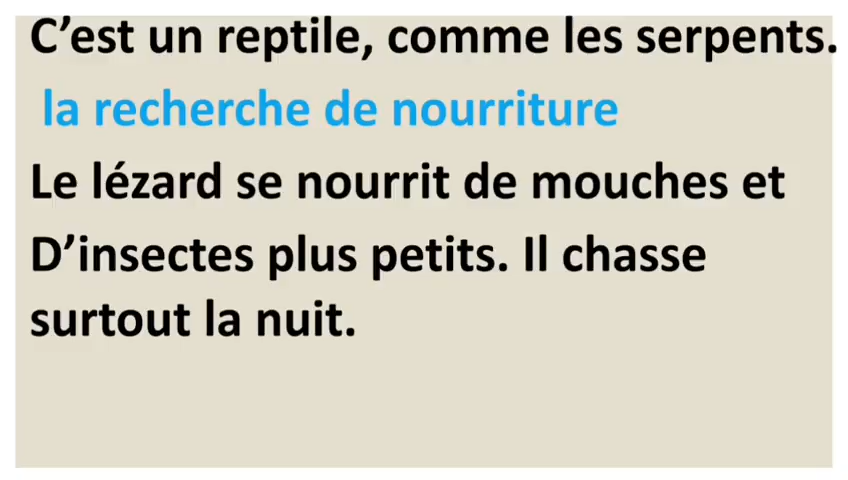 C’est un reptile, comme les serpents.
la recherche de nourriture
Le lézard se nourrit de mouches et
D’insectes plus petits. Il chasse
surtout la nuit.